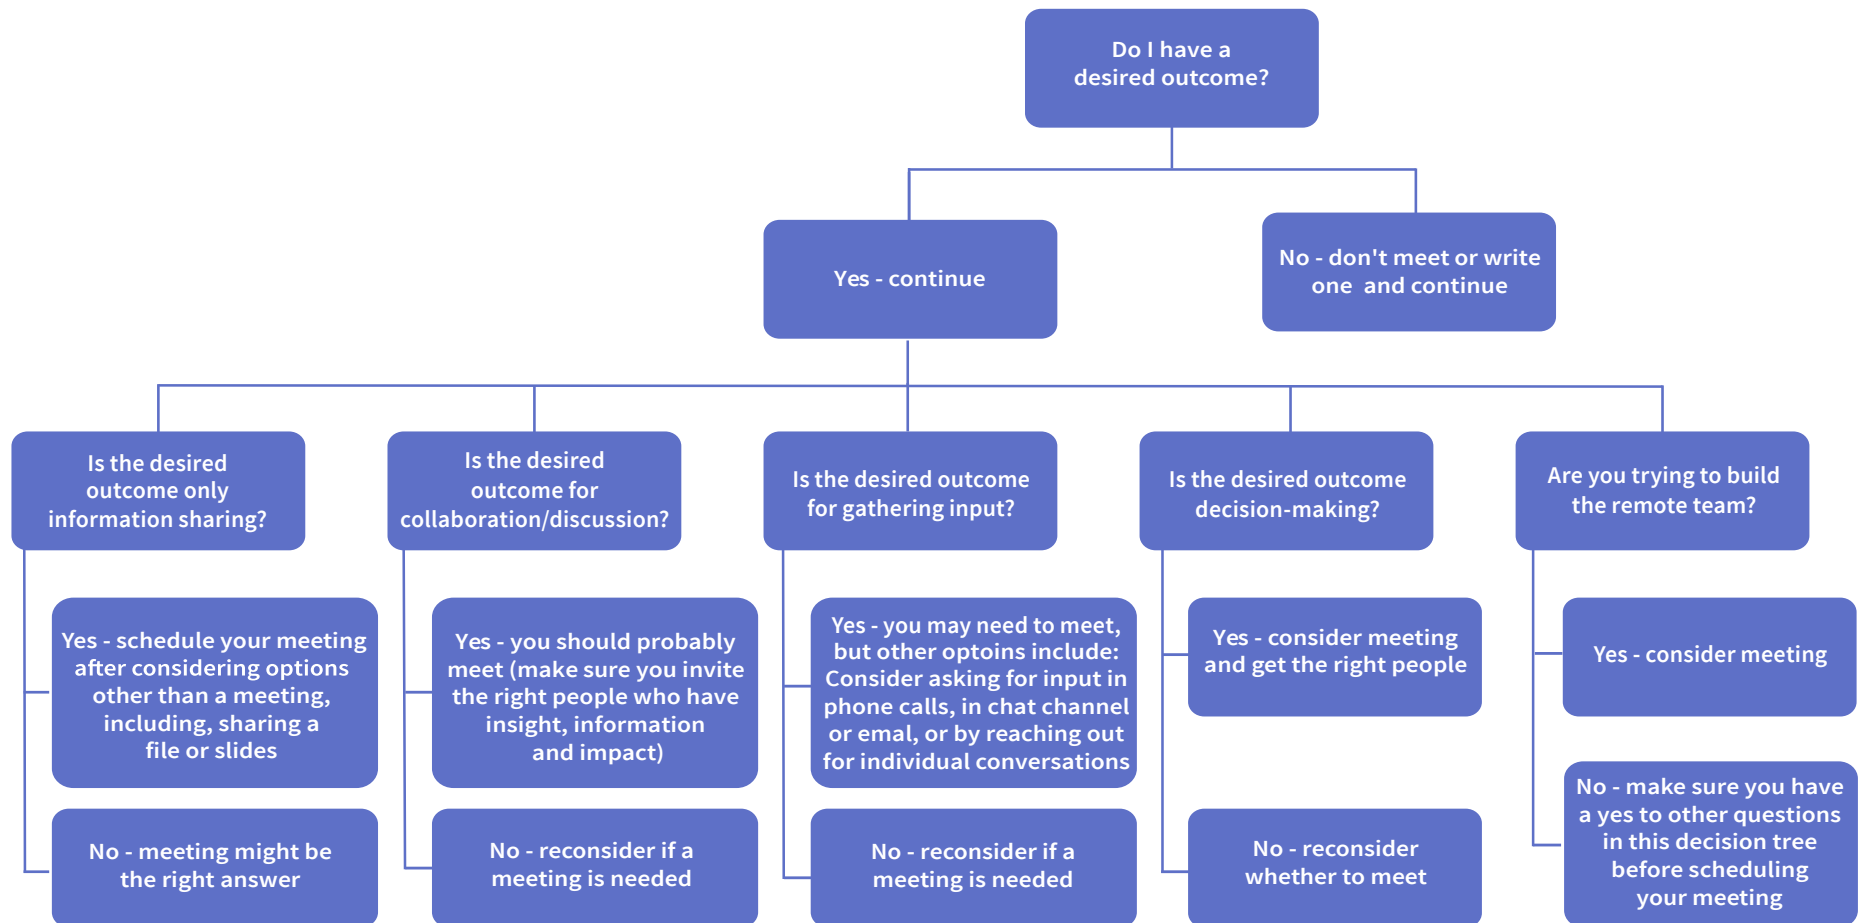 Do I have a
desired outcome?
Yes - continue
No - don't meet or write
one  and continue
Is the desired
outcome only
information sharing?
Is the desired
outcome for
collaboration/discussion?
Is the desired outcome
for gathering input?
Is the desired outcome
decision-making?
Are you trying to build
the remote team?
Yes - schedule your meeting
after considering options
other than a meeting,
including, sharing a
file or slides
Yes - you should probably
meet (make sure you invite
the right people who have
insight, information
and impact)
Yes - you may need to meet,
but other optoins include:
Consider asking for input in
phone calls, in chat channel
or emal, or by reaching out
for individual conversations
Yes - consider meeting
and get the right people
Yes - consider meeting
No - meeting might be
the right answer
No - reconsider if a
meeting is needed
No - reconsider if a
meeting is needed
No - reconsider
whether to meet
No - make sure you have
a yes to other questions
in this decision tree
before scheduling
your meeting